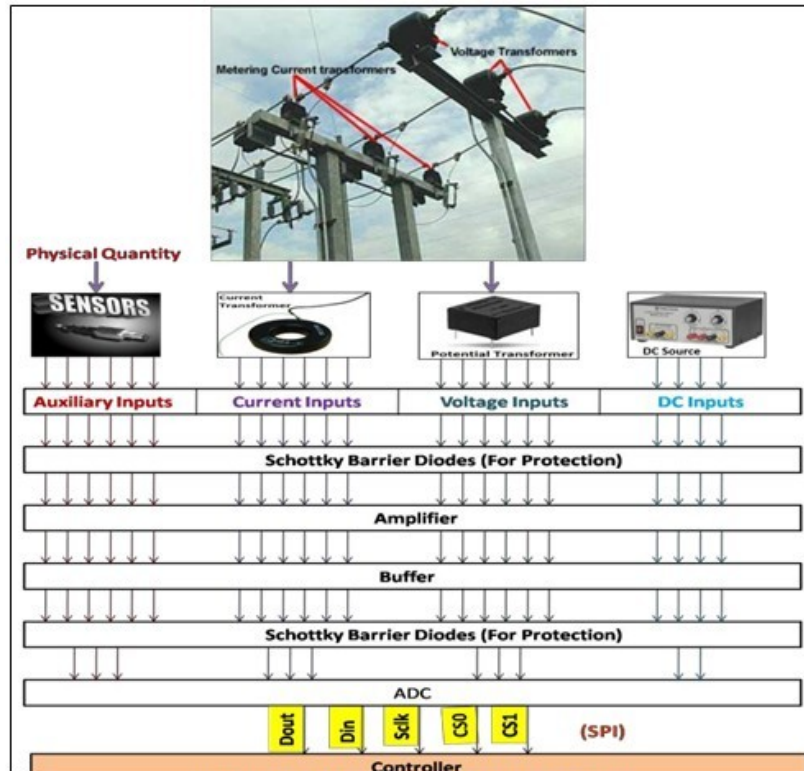 Voltage Transformers
Metering Current transformers
Physical Quantity
SENSORS
Current
Transformer
Potential Transformer
DC Source
Auxiliary Inputs
Current Inputs
Voltage Inputs
DC Inputs
Schottky Barrier Diodes (For Protection)
Amplifier
Buffer
Schottky Barrier Diodes (For Protection)
ADC
Dout
Din
Sclk
CS0
CS1
(SPI)
Controller